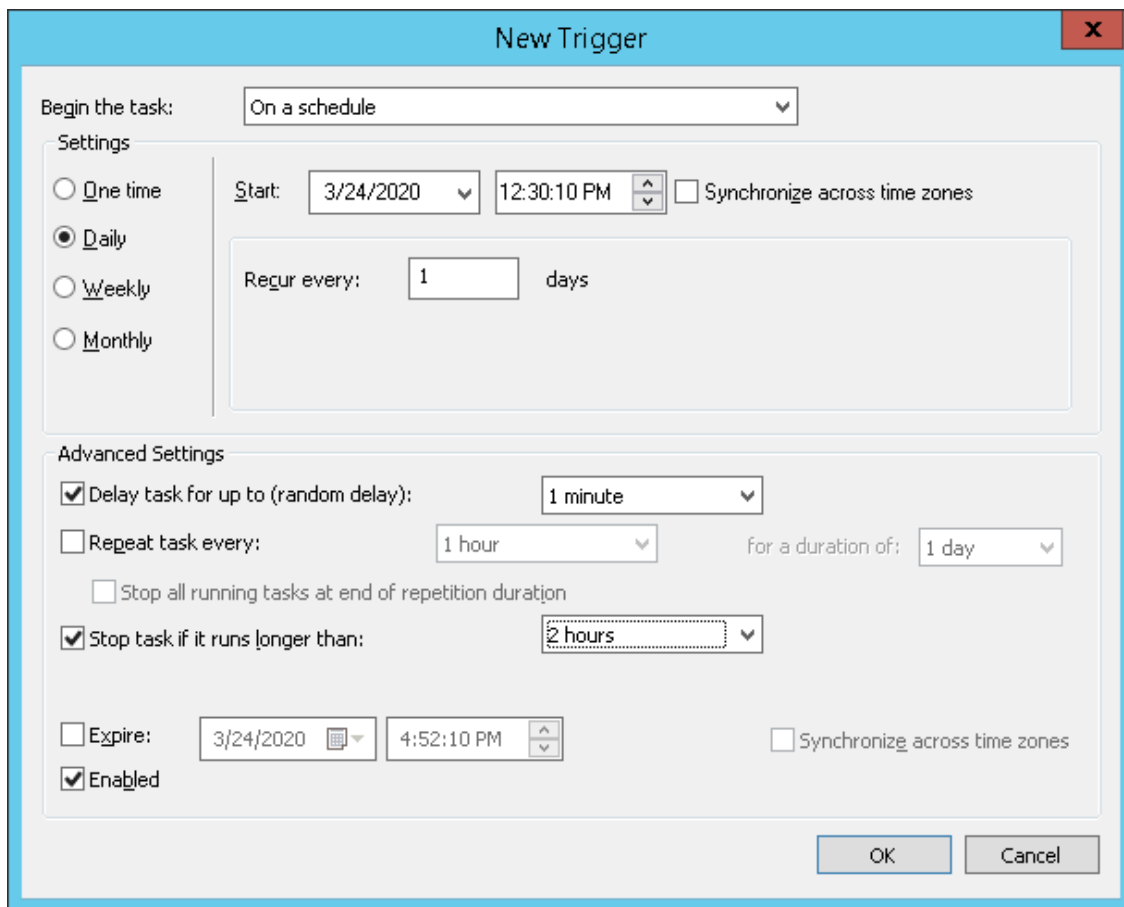 New Trigger
x
Begin the task: On a schedule
Settings
One time
Start: 3/24/2020 12:30:10 PM Synchronize across time zones
Daily
Recur every: 1 days
Weekly
Monthly
Advanced Settings
Delay task for up to (random delay): 1 minute
Repeat task every: 1 hour for a duration of: 1 day
Stop all running tasks at end of repetition duration
Stop task if it runs longer than: 2 hours
Expire: 3/24/2020 4:52:10 PM Synchronize across time zones
Enabled
OK Cancel